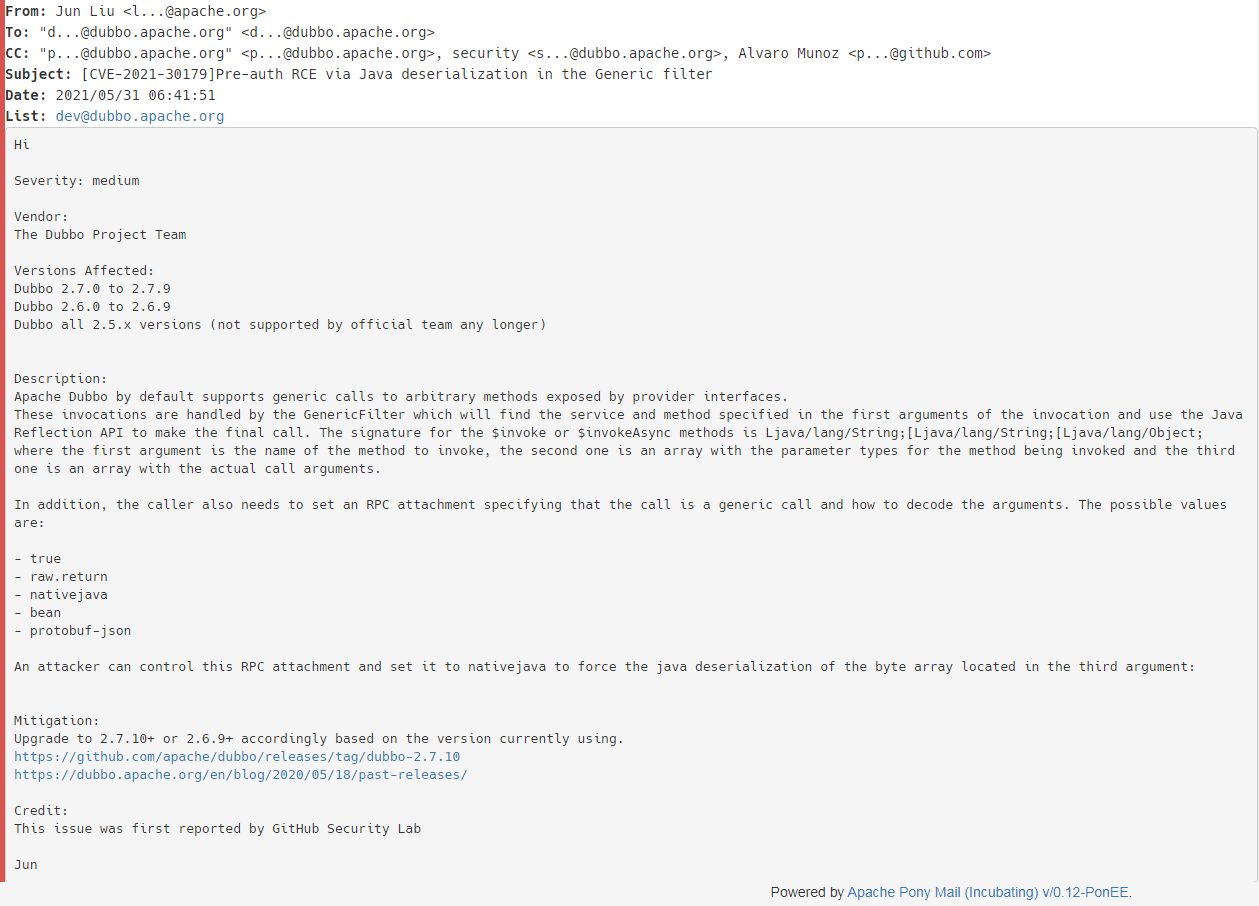 From: Jun Liu <l...@apache.org>
To: "d...@dubbo.apache.org" <d...@dubbo.apache.org>
CC: "p...@dubbo.apache.org" <p...@dubbo.apache.org>, security <s...@dubbo.apache.org>, Alvaro Munoz <p...@github.com>
Subject: [CVE-2021-30179]Pre-auth RCE via Java deserialization in the Generic filter
Date: 2021/05/31 06:41:51
List: dev@dubbo.apache.org
Hi
Severity: medium
Vendor:
The Dubbo Project Team
Versions Affected:
Dubbo 2.7.0 to 2.7.9
Dubbo 2.6.0 to 2.6.9
Dubbo all 2.5.x versions (not supported by official team any longer)
Description:
Apache Dubbo by default supports generic calls to arbitrary methods exposed by provider interfaces.
These invocations are handled by the GenericFilter which will find the service and method specified in the first arguments of the invocation and use the Java
Reflection API to make the final call. The signature for the $invoke or $invokeAsync methods is Ljava/lang/String;[Ljava/lang/String;[Ljava/lang/Object;
where the first argument is the name of the method to invoke, the second one is an array with the parameter types for the method being invoked and the third
one is an array with the actual call arguments.
In addition, the caller also needs to set an RPC attachment specifying that the call is a generic call and how to decode the arguments. The possible values
are:
- true
- raw.return
- nativejava
- bean
- protobuf-json
An attacker can control this RPC attachment and set it to nativejava to force the java deserialization of the byte array located in the third argument:
Mitigation:
Upgrade to 2.7.10+ or 2.6.9+ accordingly based on the version currently using.
https://github.com/apache/dubbo/releases/tag/dubbo-2.7.10
https://dubbo.apache.org/en/blog/2020/05/18/past-releases/
Credit:
This issue was first reported by GitHub Security Lab
Jun
Powered by Apache Pony Mail (Incubating) v/0.12-PonEE.